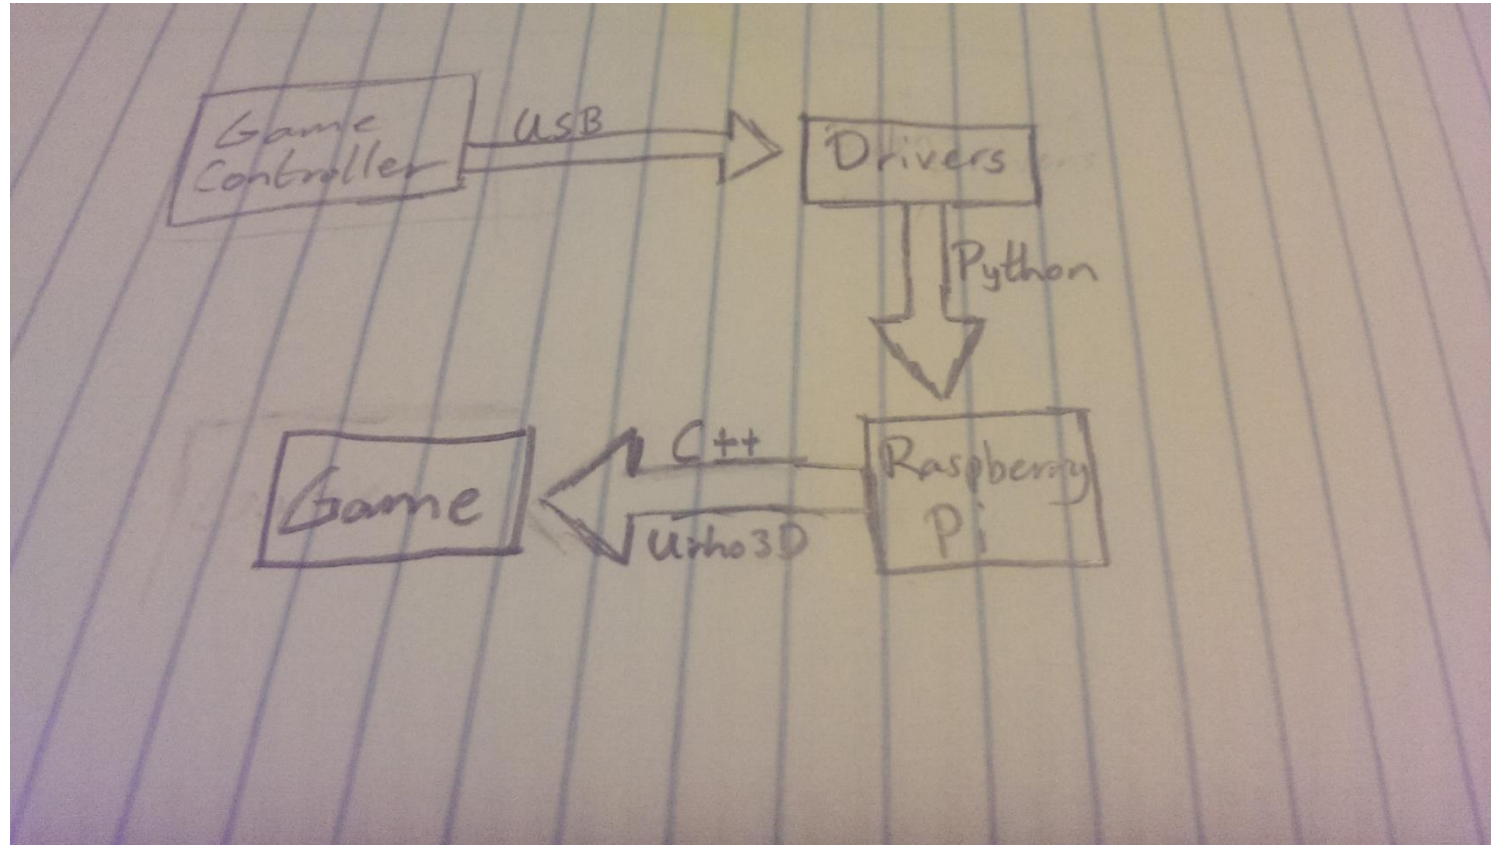 Game
Controller
USB
Drivers
Python
Raspberry
Pi
C++
Urho3D
Game